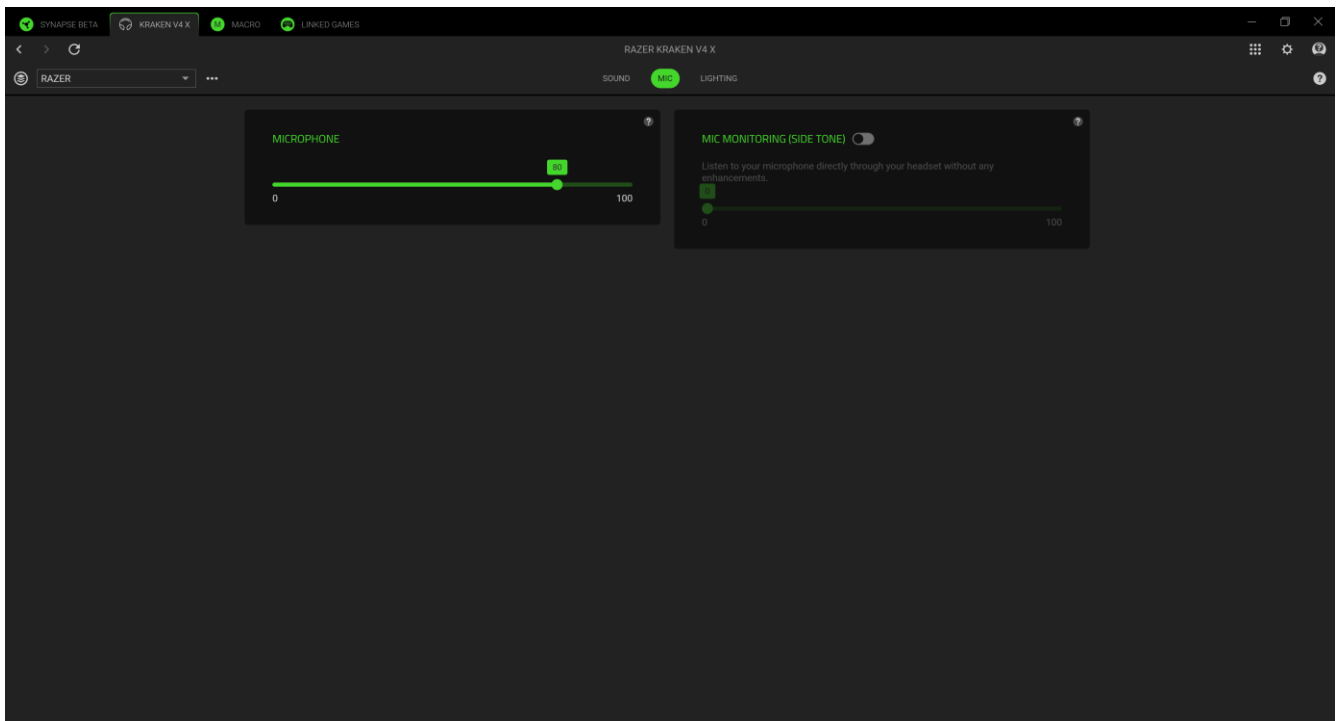 SYNAPSE BETA KRAKEN V4 X M MACRO LINKED GAMES
RAZER KRAKEN V4 X
RAZER SOUND MIC LIGHTING ?
?
MICROPHONE
80
0 100
?
MIC MONITORING (SIDE TONE)
Listen to your microphone directly through your headset without any
enhancements.
0
0 100